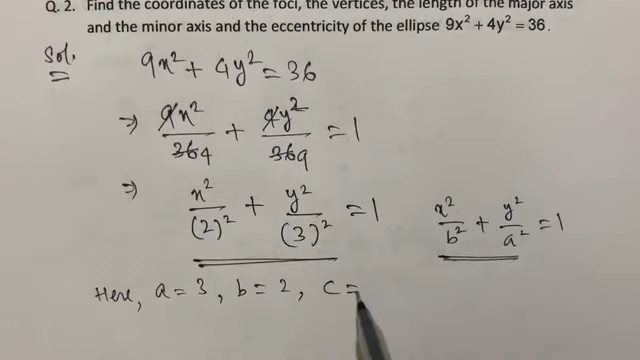 Q. 2. Find the coordinates of the foci, the vertices, the length of the major axis
and the minor axis and the eccentricity of the ellipse 9x² + 4y² = 36.
Sol.
9x² + 4y² = 36
⇒ 9x²/36 4 + 4y²/36 9 = 1
⇒ x²/(2)² + y²/(3)² = 1
x²/b² + y²/a² = 1
Here, a = 3, b = 2, c =